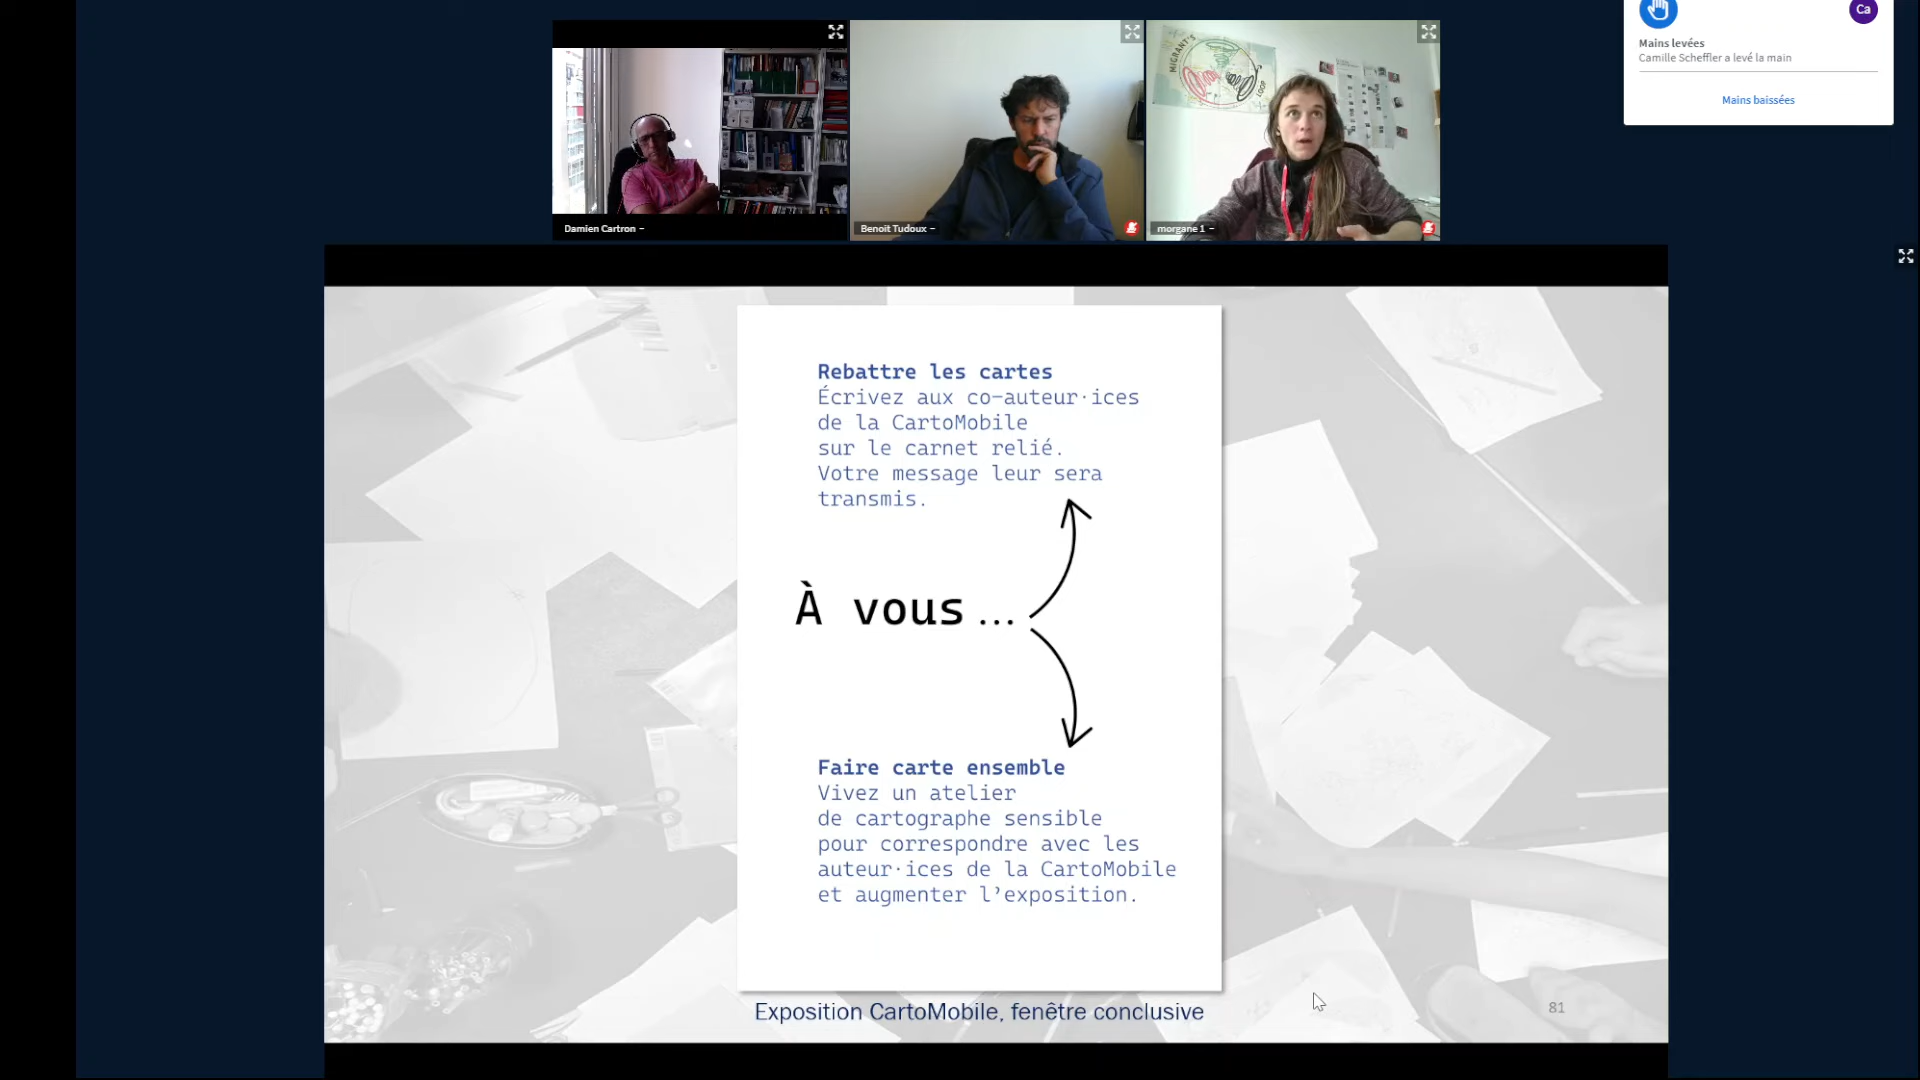 Ca
Mains levées
Camille Scheffler a levé la main
Mains baissées
MIGRANT'S
LOOP
Damien Cartron
Benoit Tudoux
morgane 1
Rebattre les cartes
Écrivez aux co-auteur·ices
de la CartoMobile
sur le carnet relié.
Votre message leur sera
transmis.
À vous ...
Faire carte ensemble
Vivez un atelier
de cartographe sensible
pour correspondre avec les
auteur·ices de la CartoMobile
et augmenter l'exposition.
Exposition CartoMobile, fenêtre conclusive
81